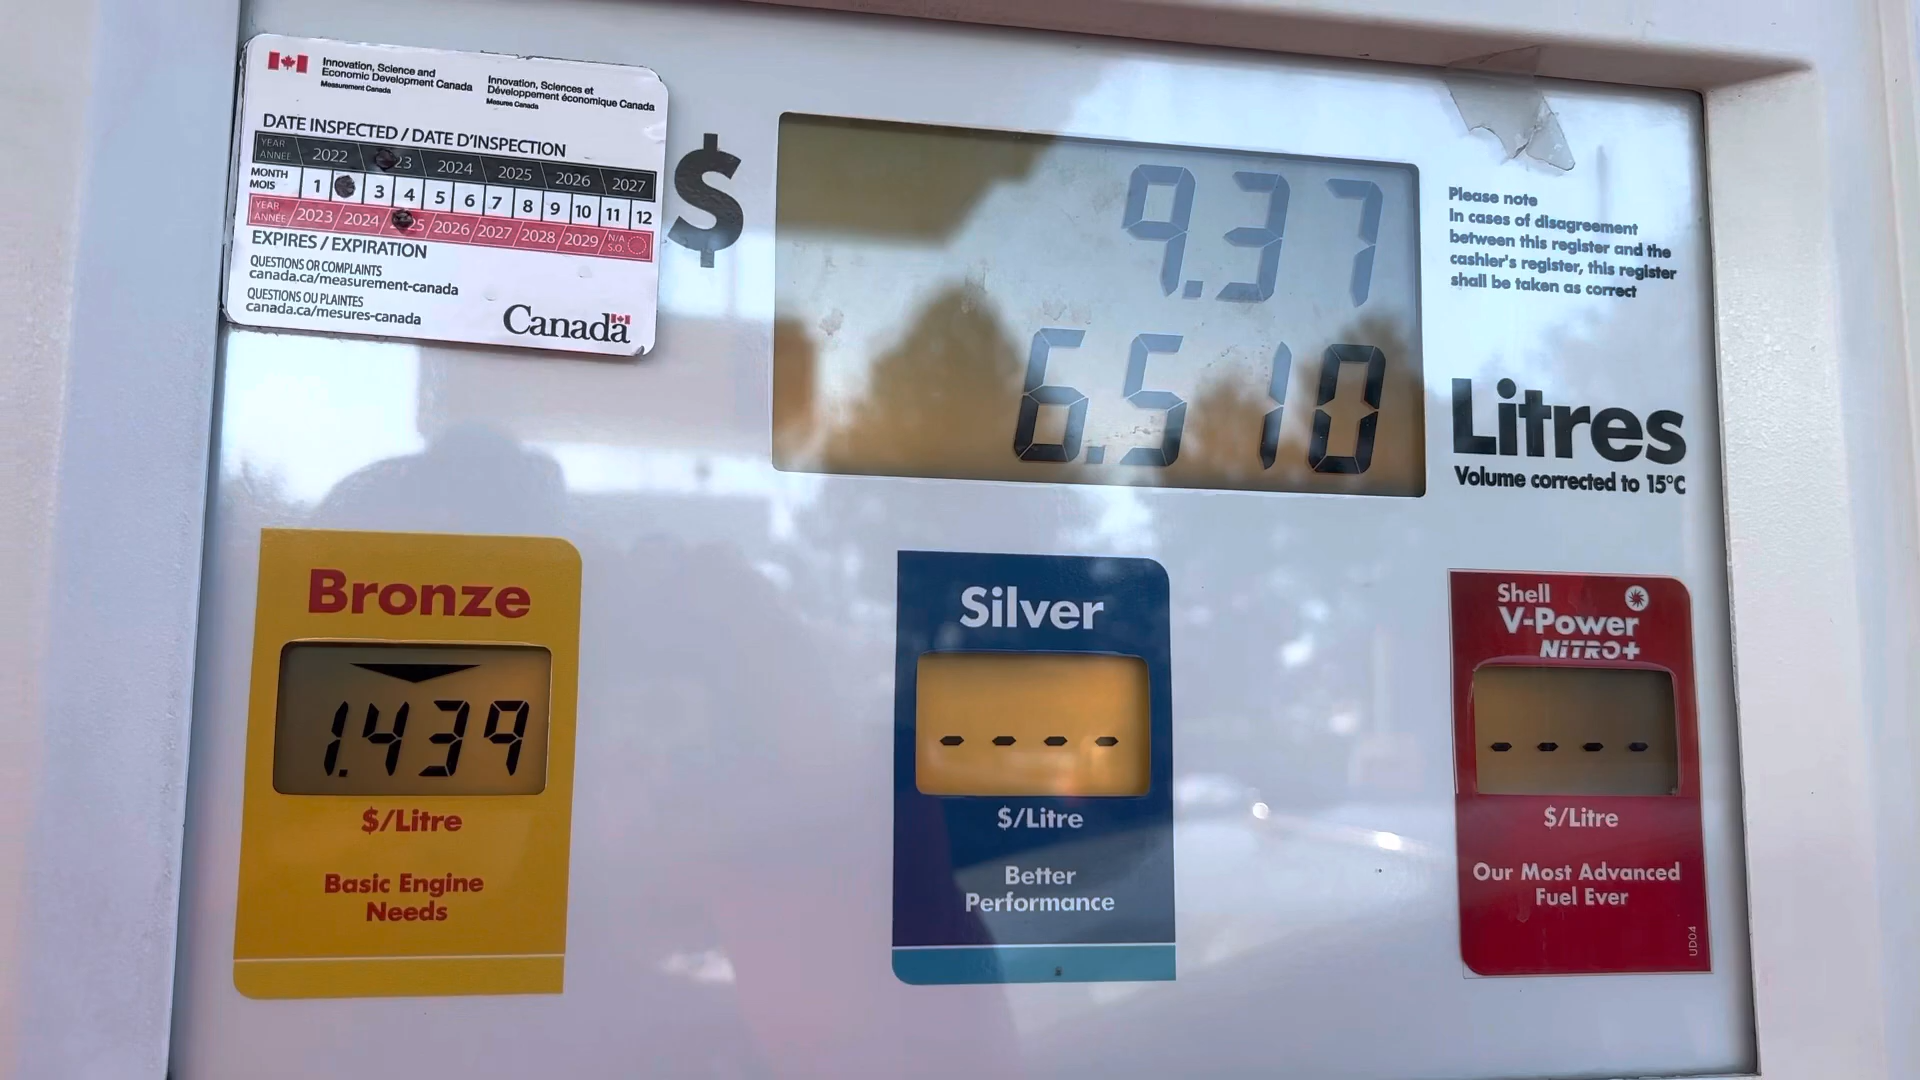 Innovation, Science and
Economic Development Canada
Measurement Canada
Innovation, Sciences et
Développement économique Canada
Mesures Canada
DATE INSPECTED / DATE D'INSPECTION
YEAR
ANNÉE
2022 23 2024 2025 2026 2027
MONTH
MOIS
1 3 4 5 6 7 8 9 10 11 12
YEAR
ANNÉE
2023 2024 25 2026 2027 2028 2029 N/A
S.O.
EXPIRES / EXPIRATION
QUESTIONS OR COMPLAINTS
canada.ca/measurement-canada
QUESTIONS OU PLAINTES
canada.ca/mesures-canada
Canada
$
9.37
6.510
Please note
In cases of disagreement
between this register and the
cashier's register, this register
shall be taken as correct
Litres
Volume corrected to 15°C
Bronze
1.439
$/Litre
Basic Engine
Needs
Silver
- - - -
$/Litre
Better
Performance
Shell
V-Power
NiTRO+
- - - -
$/Litre
Our Most Advanced
Fuel Ever
UD04